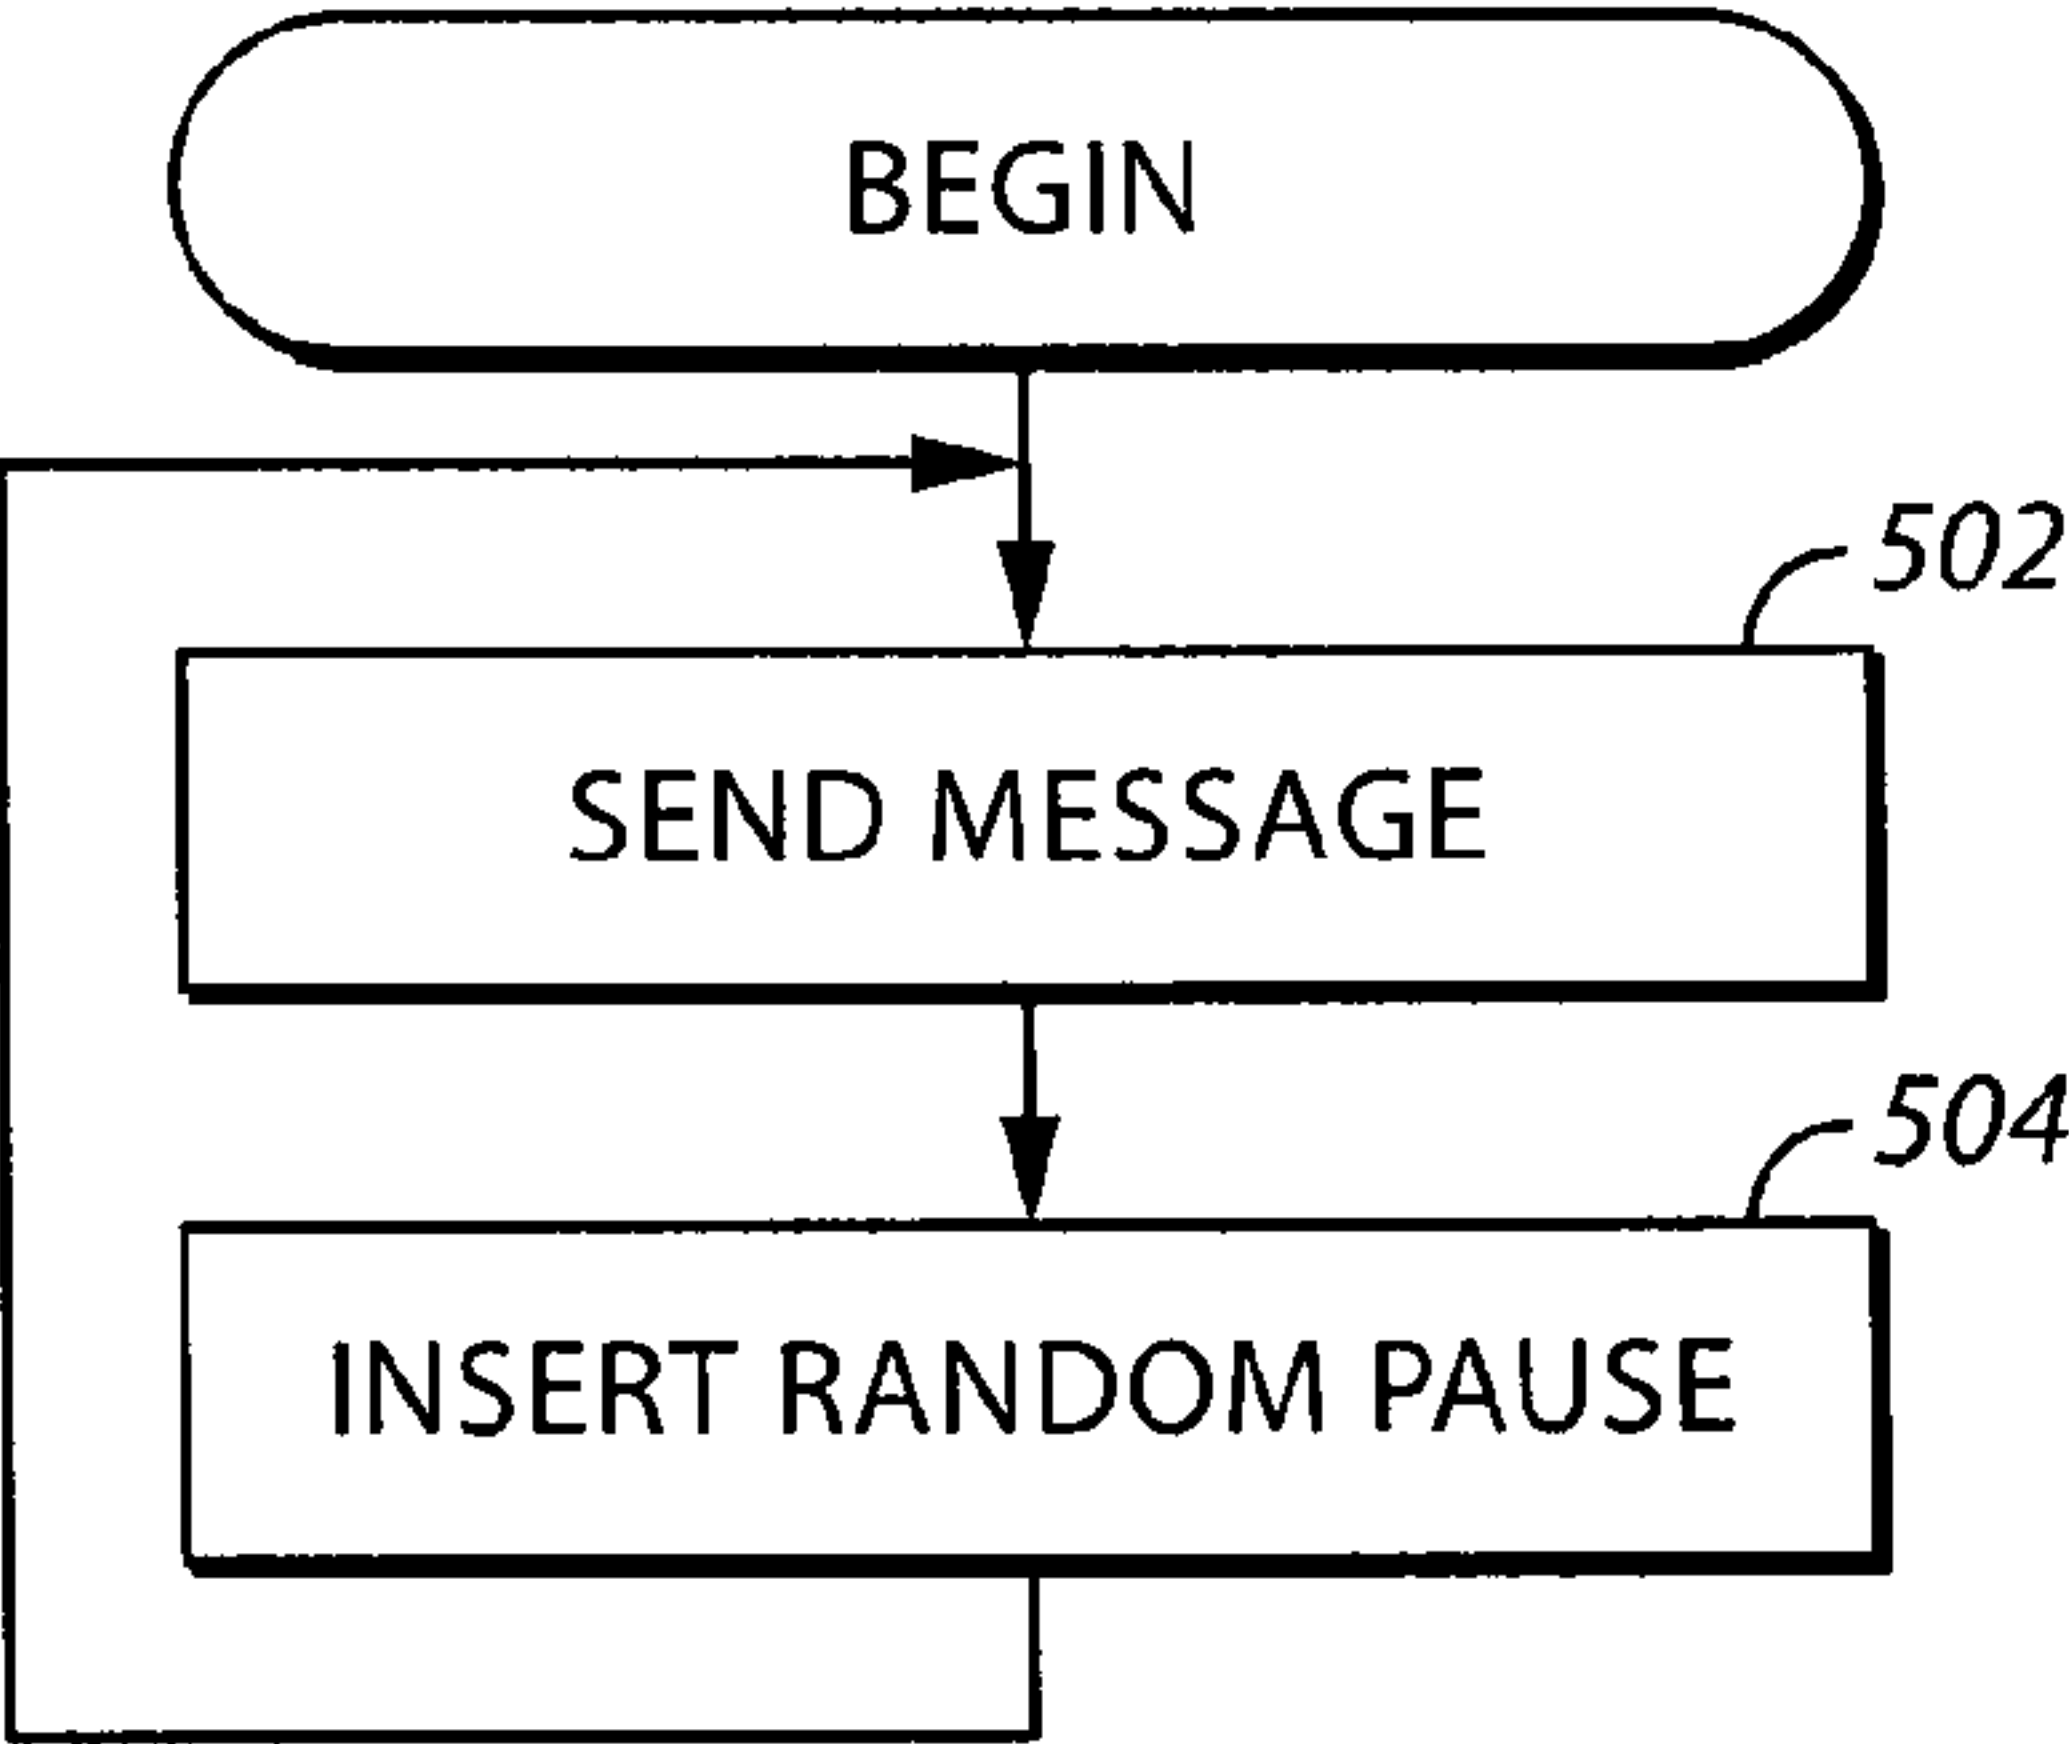 BEGIN
502
SEND MESSAGE
504
INSERT RANDOM PAUSE